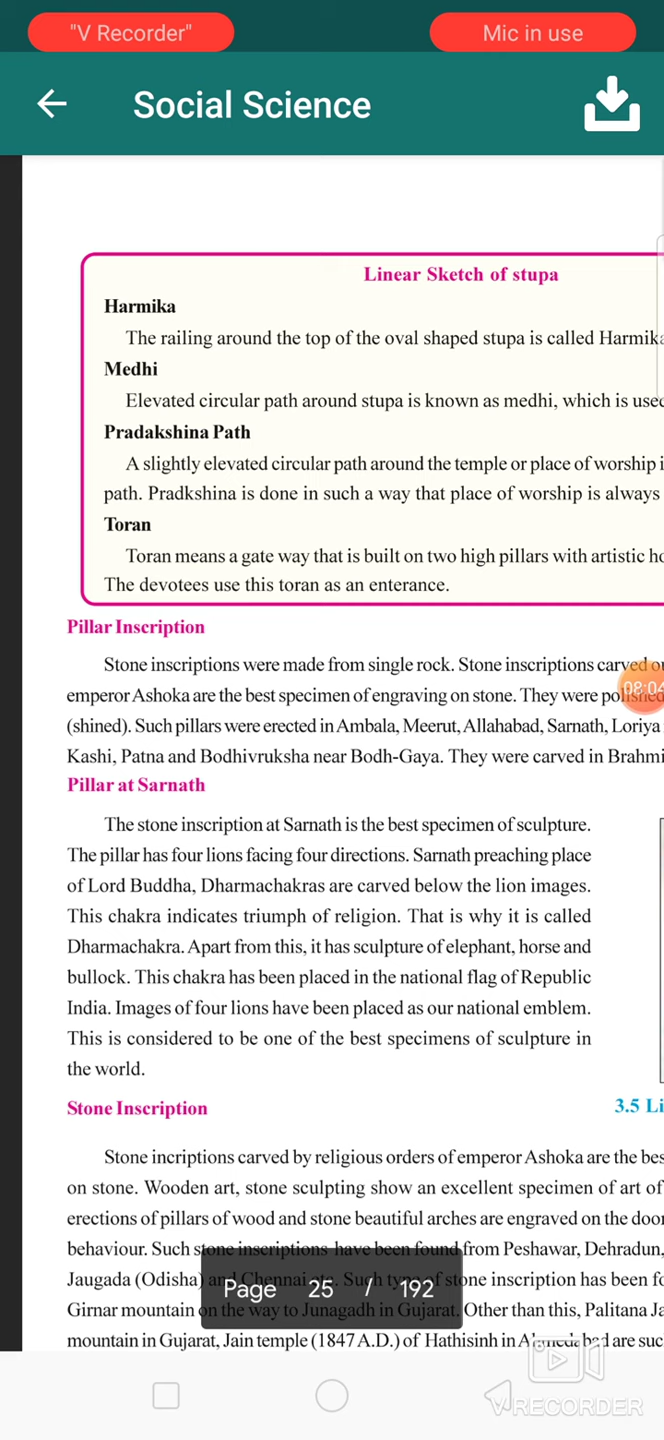 "V Recorder"
Mic in use
Social Science
Linear Sketch of stupa
Harmika
The railing around the top of the oval shaped stupa is called Harmika
Medhi
Elevated circular path around stupa is known as medhi, which is used
Pradakshina Path
A slightly elevated circular path around the temple or place of worship i
path. Pradkshina is done in such a way that place of worship is always
Toran
Toran means a gate way that is built on two high pillars with artistic ho
The devotees use this toran as an enterance.
Pillar Inscription
Stone inscriptions were made from single rock. Stone inscriptions carved
08:04
emperor Ashoka are the best specimen of engraving on stone. They were polished
(shined). Such pillars were erected in Ambala, Meerut, Allahabad, Sarnath, Loriya
Kashi, Patna and Bodhivruksha near Bodh-Gaya. They were carved in Brahmi
Pillar at Sarnath
The stone inscription at Sarnath is the best specimen of sculpture.
The pillar has four lions facing four directions. Sarnath preaching place
of Lord Buddha, Dharmachakras are carved below the lion images.
This chakra indicates triumph of religion. That is why it is called
Dharmachakra. Apart from this, it has sculpture of elephant, horse and
bullock. This chakra has been placed in the national flag of Republic
India. Images of four lions have been placed as our national emblem.
This is considered to be one of the best specimens of sculpture in
the world.
3.5 Li
Stone Inscription
Stone incriptions carved by religious orders of emperor Ashoka are the bes
on stone. Wooden art, stone sculpting show an excellent specimen of art of
erections of pillars of wood and stone beautiful arches are engraved on the door
behaviour. Such stone inscriptions have been found from Peshawar, Dehradun,
Jaugada (Odisha) and Chennai etc. Such type of stone inscription has been fo
Page 25 / 192
Girnar mountain on the way to Junagadh in Gujarat. Other than this, Palitana Ja
mountain in Gujarat, Jain temple (1847 A.D.) of Hathisinh in Ahmedabad are suc
V RECORDER